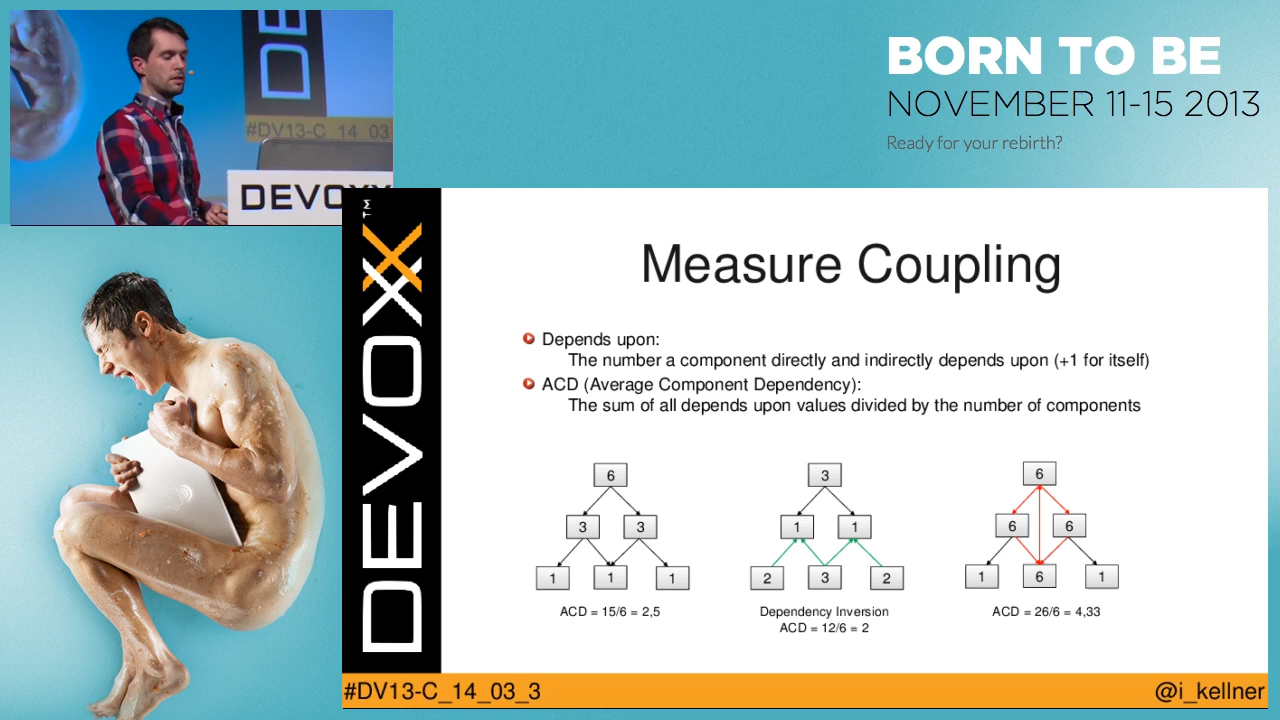 DE
#DV13-C_14_03
DEVOXX
BORN TO BE
NOVEMBER 11-15 2013
Ready for your rebirth?
DEVOXX™
Measure Coupling
Depends upon:
The number a component directly and indirectly depends upon (+1 for itself)
ACD (Average Component Dependency):
The sum of all depends upon values divided by the number of components
6 3 6
3 3 1 1 6 6
1 1 1 2 3 2 1 6 1
ACD = 15/6 = 2,5
Dependency Inversion
ACD = 12/6 = 2
ACD = 26/6 = 4,33
#DV13-C_14_03_3
@i_kellner